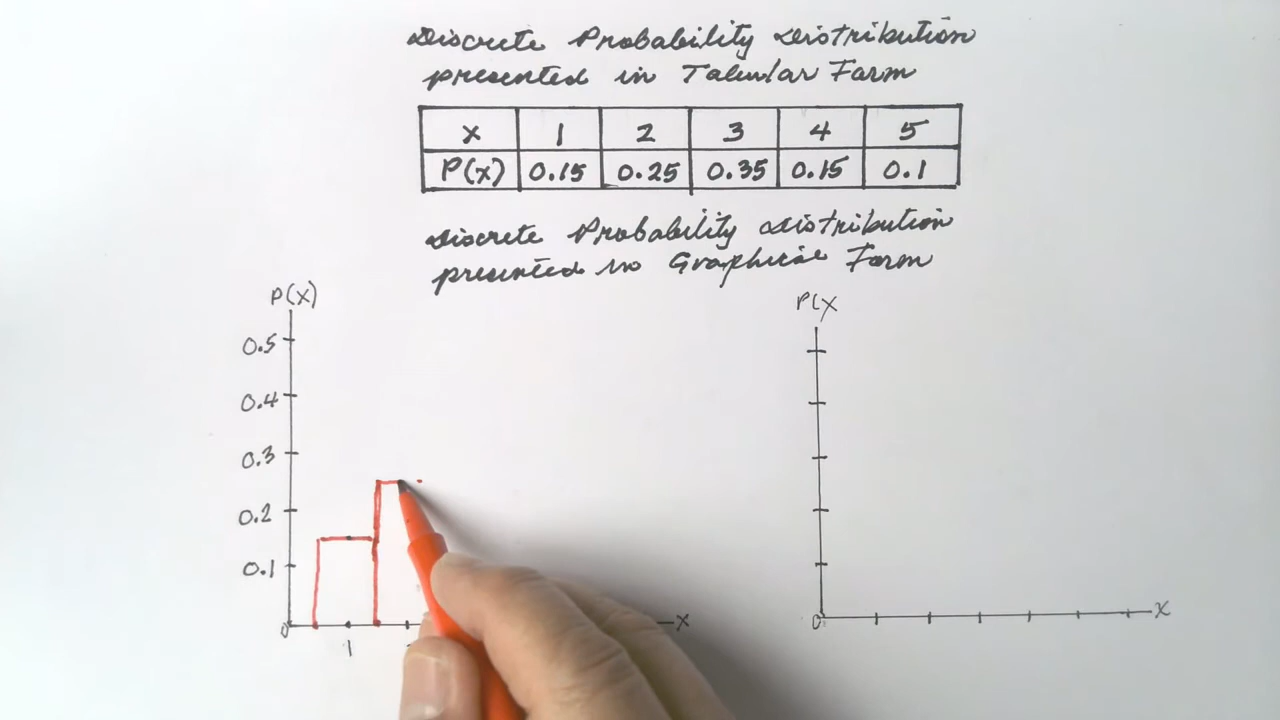 Discrete Probability Distribution
presented in Tabular Form
x 1 2 3 4 5
P(x) 0.15 0.25 0.35 0.15 0.1
Discrete Probability Distribution
presented in Graphical Form
P(x)
0.5
0.4
0.3
0.2
0.1
0
1
x
P(x
0
x